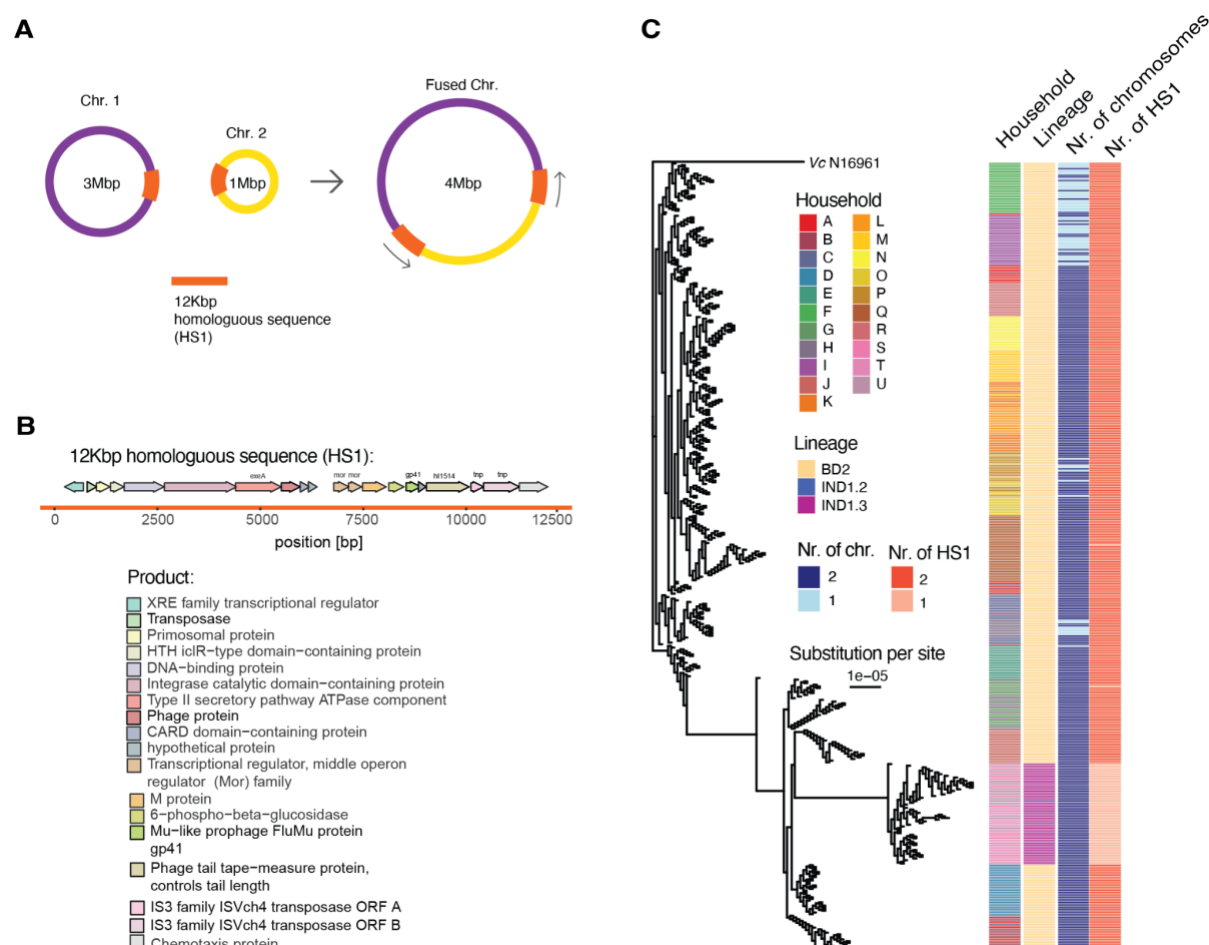 A
Chr. 1
3Mbp
Chr. 2
1Mbp
Fused Chr.
4Mbp
12Kbp
homologuous sequence
(HS1)
B
12Kbp homologuous sequence (HS1):
exeA
mor mor
gp41
hi1514
tnp
tnp
0 2500 5000 7500 10000 12500
position [bp]
Product:
XRE family transcriptional regulator
Transposase
Primosomal protein
HTH iclR-type domain-containing protein
DNA-binding protein
Integrase catalytic domain-containing protein
Type II secretory pathway ATPase component
Phage protein
CARD domain-containing protein
hypothetical protein
Transcriptional regulator, middle operon
regulator (Mor) family
M protein
6-phospho-beta-glucosidase
Mu-like prophage FluMu protein
gp41
Phage tail tape-measure protein,
controls tail length
IS3 family ISVch4 transposase ORF A
IS3 family ISVch4 transposase ORF B
Chemotaxis protein
C
Household
Lineage
Nr. of chromosomes
Nr. of HS1
Vc N16961
Household
A L
B M
C N
D O
E P
F Q
G R
H S
I T
J U
K
Lineage
BD2
IND1.2
IND1.3
Nr. of chr. Nr. of HS1
2 2
1 1
Substitution per site
1e-05